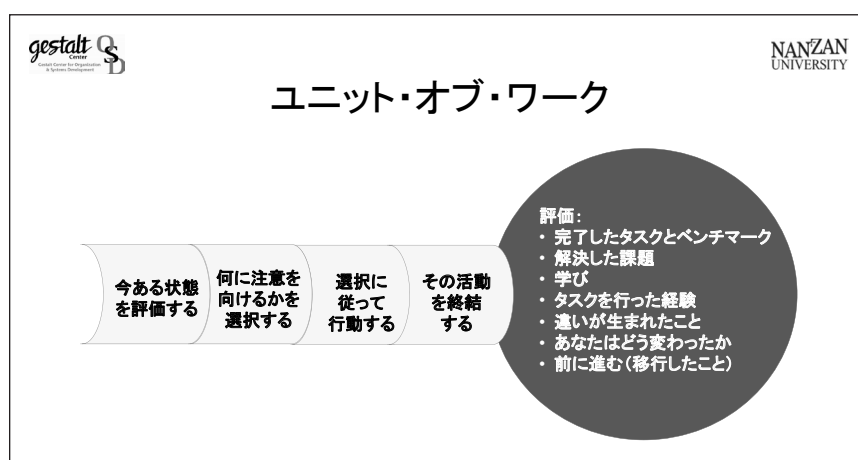 gestalt OSD
Center
Gestalt Center for Organization
& Systems Development
NANZAN
UNIVERSITY
ユニット・オブ・ワーク
今ある状態
を評価する
何に注意を
向けるかを
選択する
選択に
従って
行動する
その活動
を終結
する
評価:
• 完了したタスクとベンチマーク
• 解決した課題
• 学び
• タスクを行った経験
• 違いが生まれたこと
• あなたはどう変わったか
• 前に進む(移行したこと)